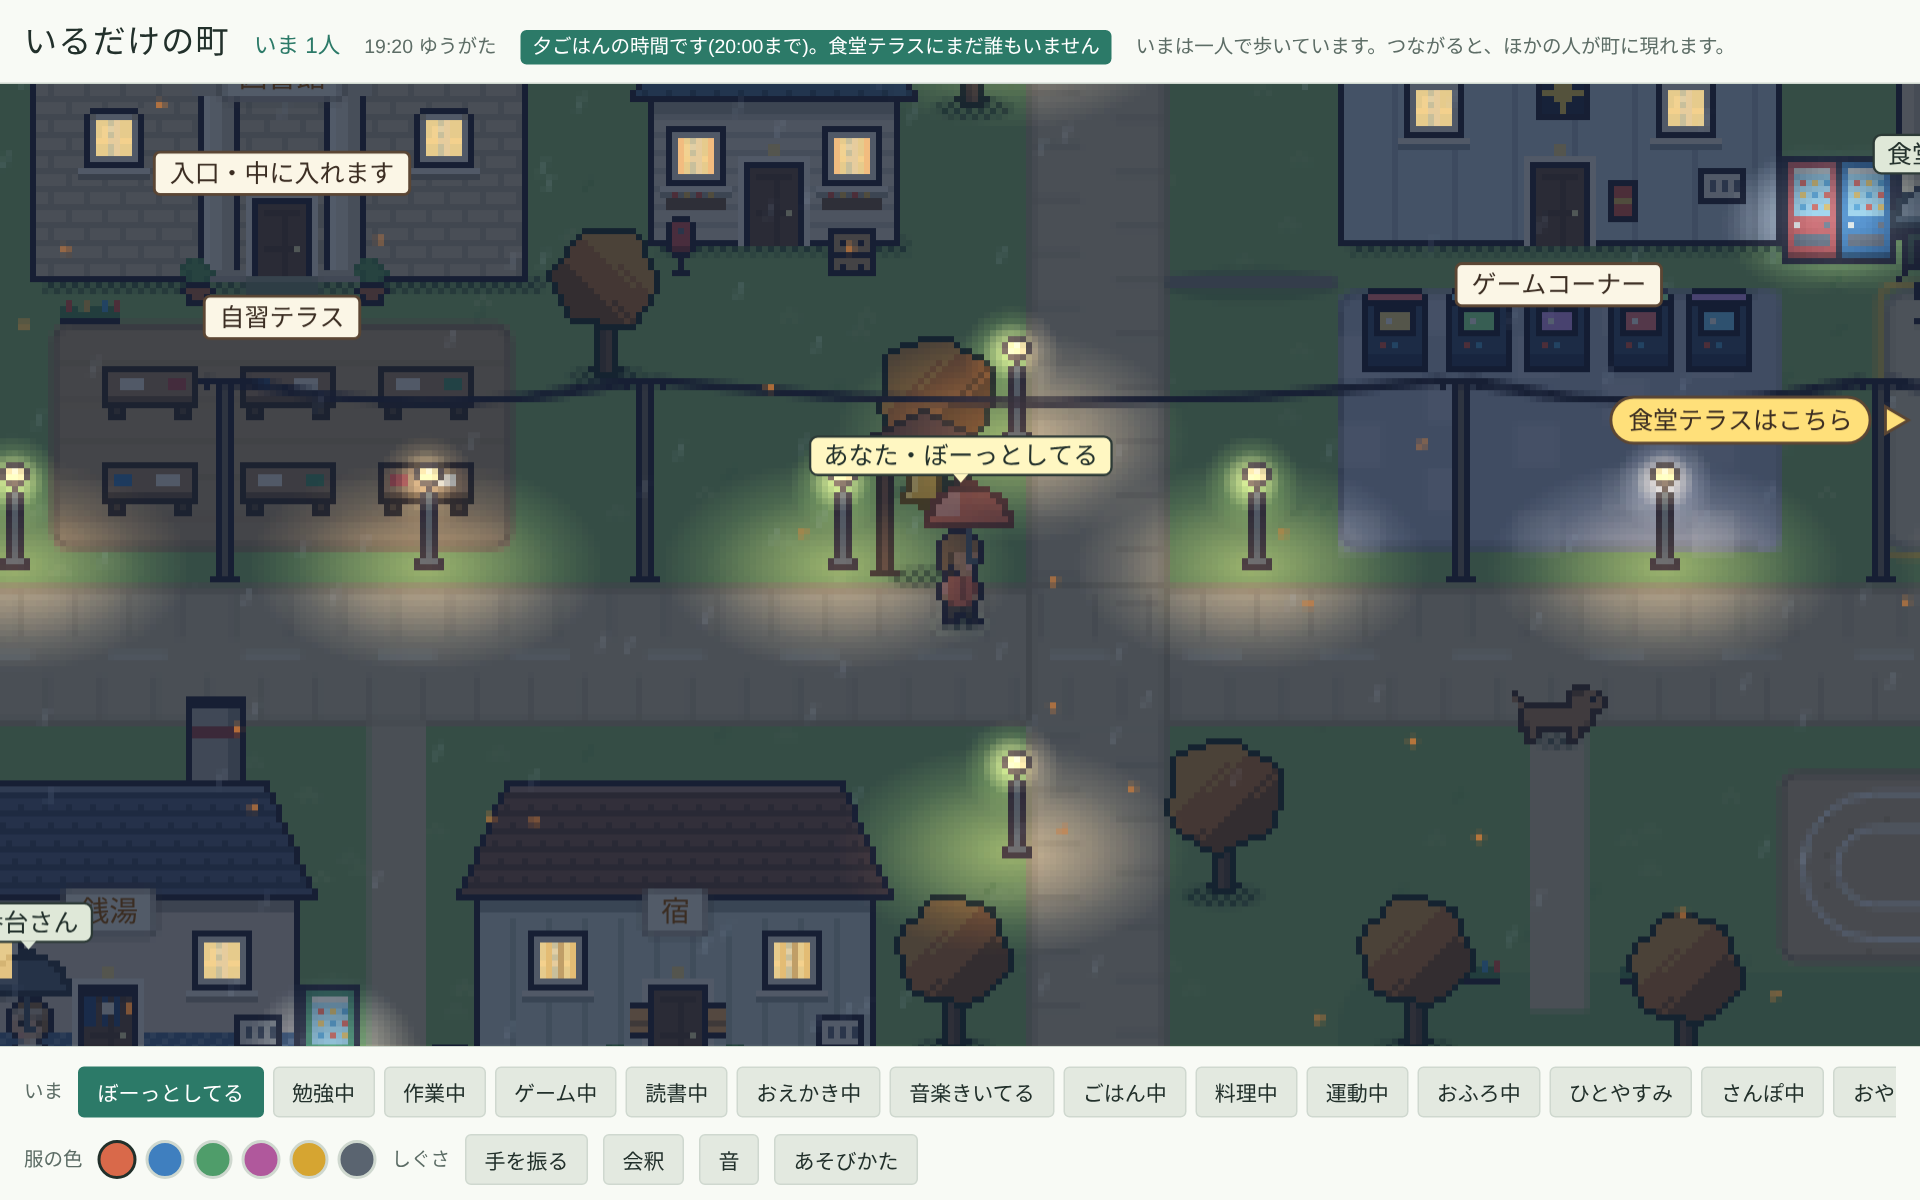 いるだけの町
いま 1人
19:20 ゆうがた
夕ごはんの時間です(20:00まで)。食堂テラスにまだ誰もいません
いまは一人で歩いています。つながると、ほかの人が町に現れます。
入口・中に入れます
食堂
ゲームコーナー
自習テラス
食堂テラスはこちら
あなた・ぼーっとしてる
銭湯
宿
台さん
いま
ぼーっとしてる
勉強中
作業中
ゲーム中
読書中
おえかき中
音楽きいてる
ごはん中
料理中
運動中
おふろ中
ひとやすみ
さんぽ中
おや
服の色
しぐさ
手を振る
会釈
音
あそびかた